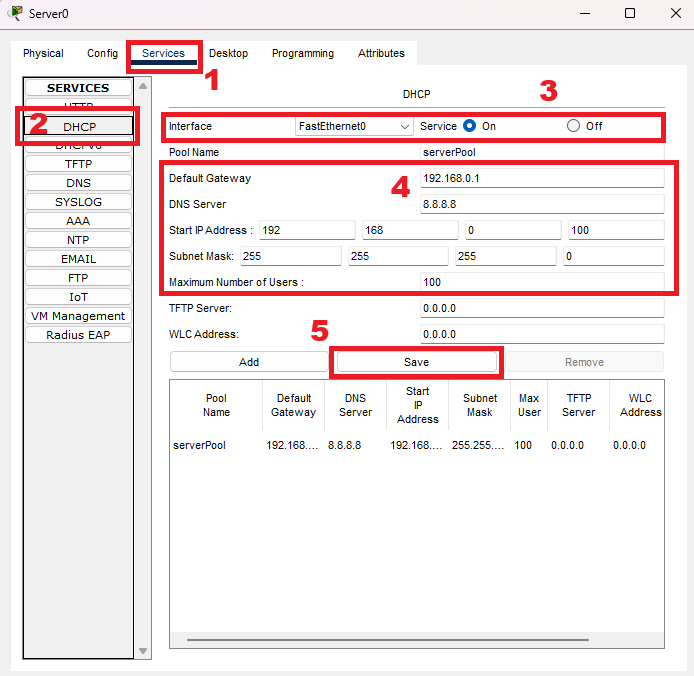 Server0
Physical Config Services Desktop Programming Attributes
1
SERVICES
HTTP
2 DHCP
DHCPv6
TFTP
DNS
SYSLOG
AAA
NTP
EMAIL
FTP
IoT
VM Management
Radius EAP
DHCP
3
Interface FastEthernet0 Service On Off
Pool Name serverPool
4
Default Gateway 192.168.0.1
DNS Server 8.8.8.8
Start IP Address : 192 168 0 100
Subnet Mask: 255 255 255 0
Maximum Number of Users : 100
TFTP Server: 0.0.0.0
WLC Address: 0.0.0.0
5
Add Save Remove
Pool Name Default Gateway DNS Server Start IP Address Subnet Mask Max User TFTP Server WLC Address
serverPool 192.168.... 8.8.8.8 192.168.... 255.255.... 100 0.0.0.0 0.0.0.0